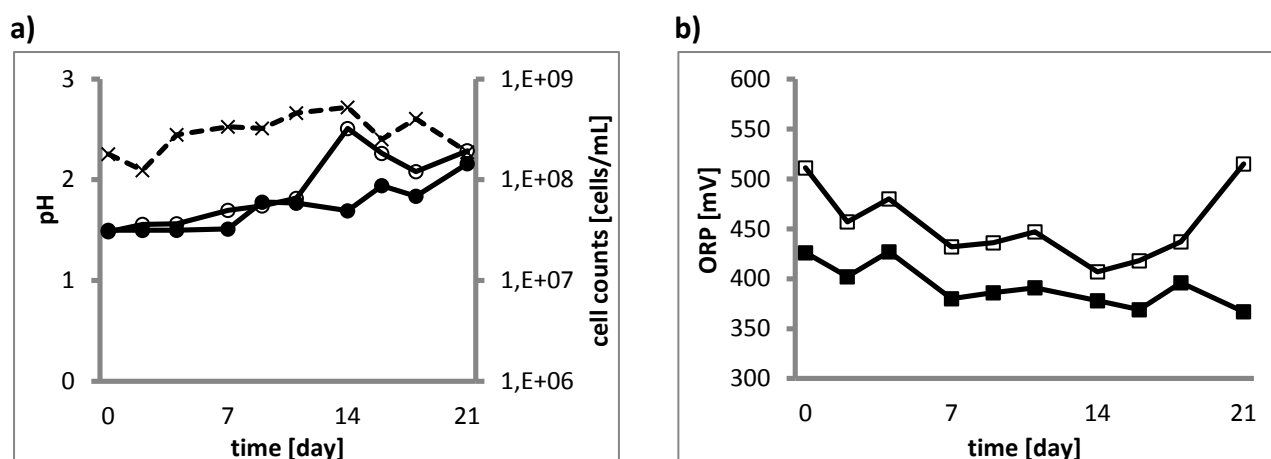 a)
3
2
1
0
pH
1,E+09
1,E+08
1,E+07
1,E+06
cell counts [cells/mL]
0 7 14 21
time [day]
b)
600
550
500
450
400
350
300
ORP [mV]
0 7 14 21
time [day]